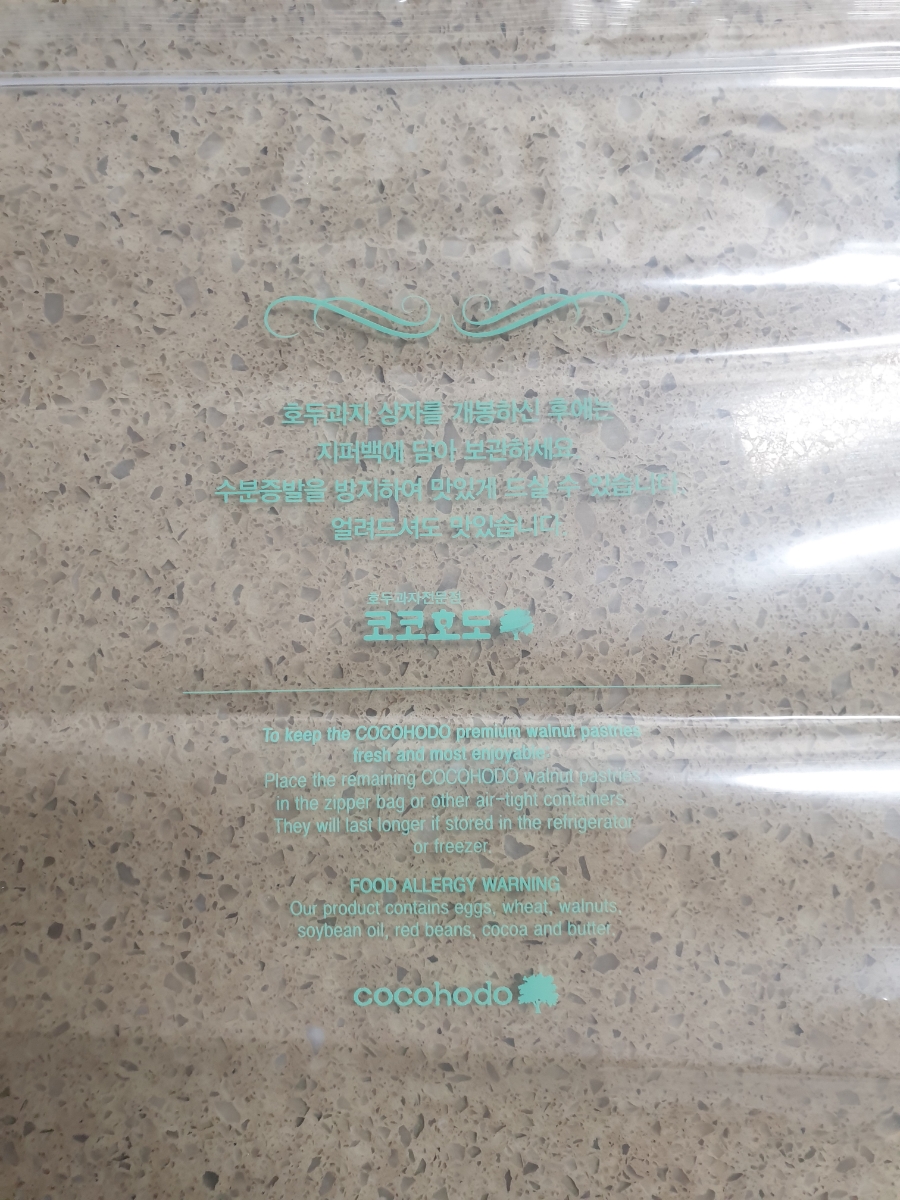 호두과자 상자를 개봉하신 후에는
지퍼백에 담아 보관하세요.
수분증발을 방지하여 맛있게 드실 수 있습니다.
얼려드셔도 맛있습니다.
호두과자전문점
코코호도
To keep the COCOHODO premium walnut pastries
fresh and most enjoyable:
Place the remaining COCOHODO walnut pastries
in the zipper bag or other air-tight containers.
They will last longer if stored in the refringerator
or freezer.
FOOD ALLERGY WARNING
Our product contains eggs, wheat, walnuts,
soybean oil, red beans, cocoa and butter.
cocohodo